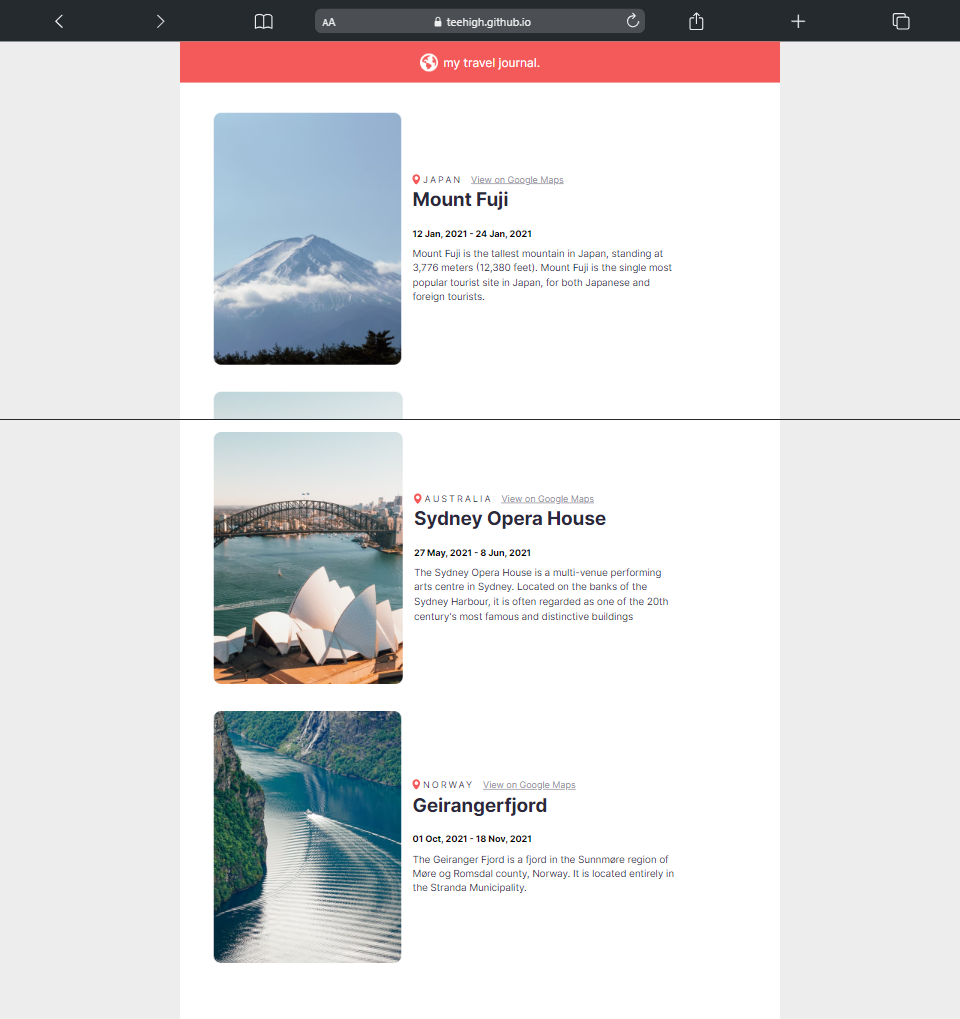 AA
teehigh.github.io
my travel journal.
JAPAN View on Google Maps
Mount Fuji
12 Jan, 2021 - 24 Jan, 2021
Mount Fuji is the tallest mountain in Japan, standing at
3,776 meters (12,380 feet). Mount Fuji is the single most
popular tourist site in Japan, for both Japanese and
foreign tourists.
AUSTRALIA View on Google Maps
Sydney Opera House
27 May, 2021 - 8 Jun, 2021
The Sydney Opera House is a multi-venue performing
arts centre in Sydney. Located on the banks of the
Sydney Harbour, it is often regarded as one of the 20th
century's most famous and distinctive buildings
NORWAY View on Google Maps
Geirangerfjord
01 Oct, 2021 - 18 Nov, 2021
The Geiranger Fjord is a fjord in the Sunnmøre region of
Møre og Romsdal county, Norway. It is located entirely in
the Stranda Municipality.